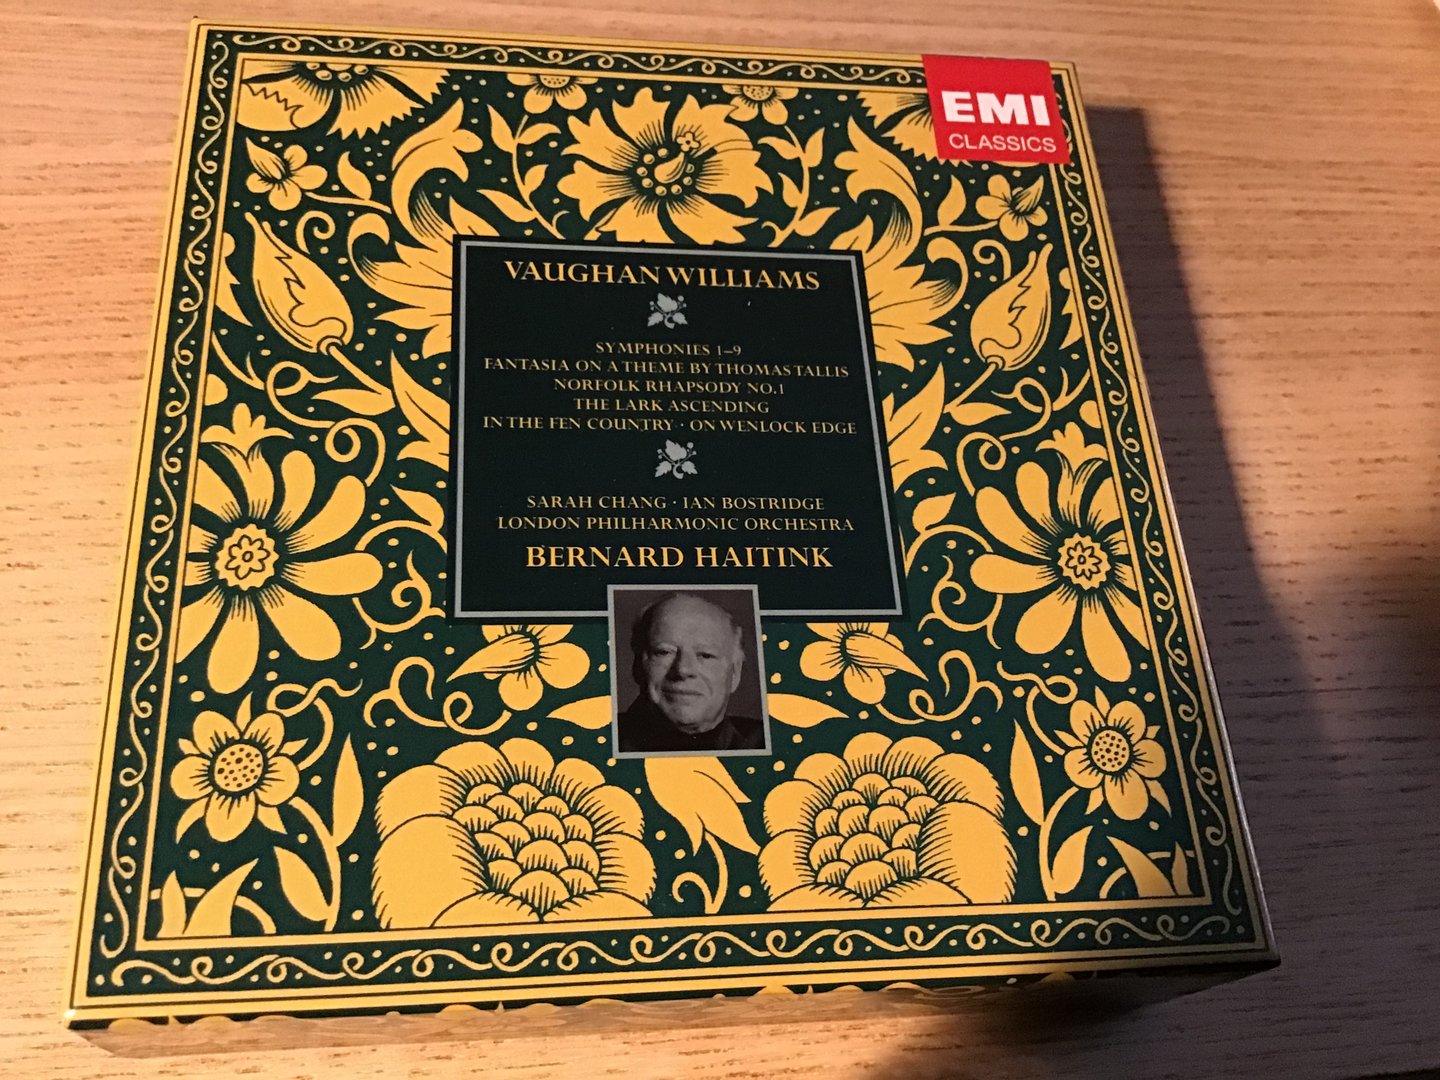 EMI
CLASSICS
VAUGHAN WILLIAMS
SYMPHONIES 1–9
FANTASIA ON A THEME BY THOMAS TALLIS
NORFOLK RHAPSODY NO.1
THE LARK ASCENDING
IN THE FEN COUNTRY · ON WENLOCK EDGE
SARAH CHANG · IAN BOSTRIDGE
LONDON PHILHARMONIC ORCHESTRA
BERNARD HAITINK